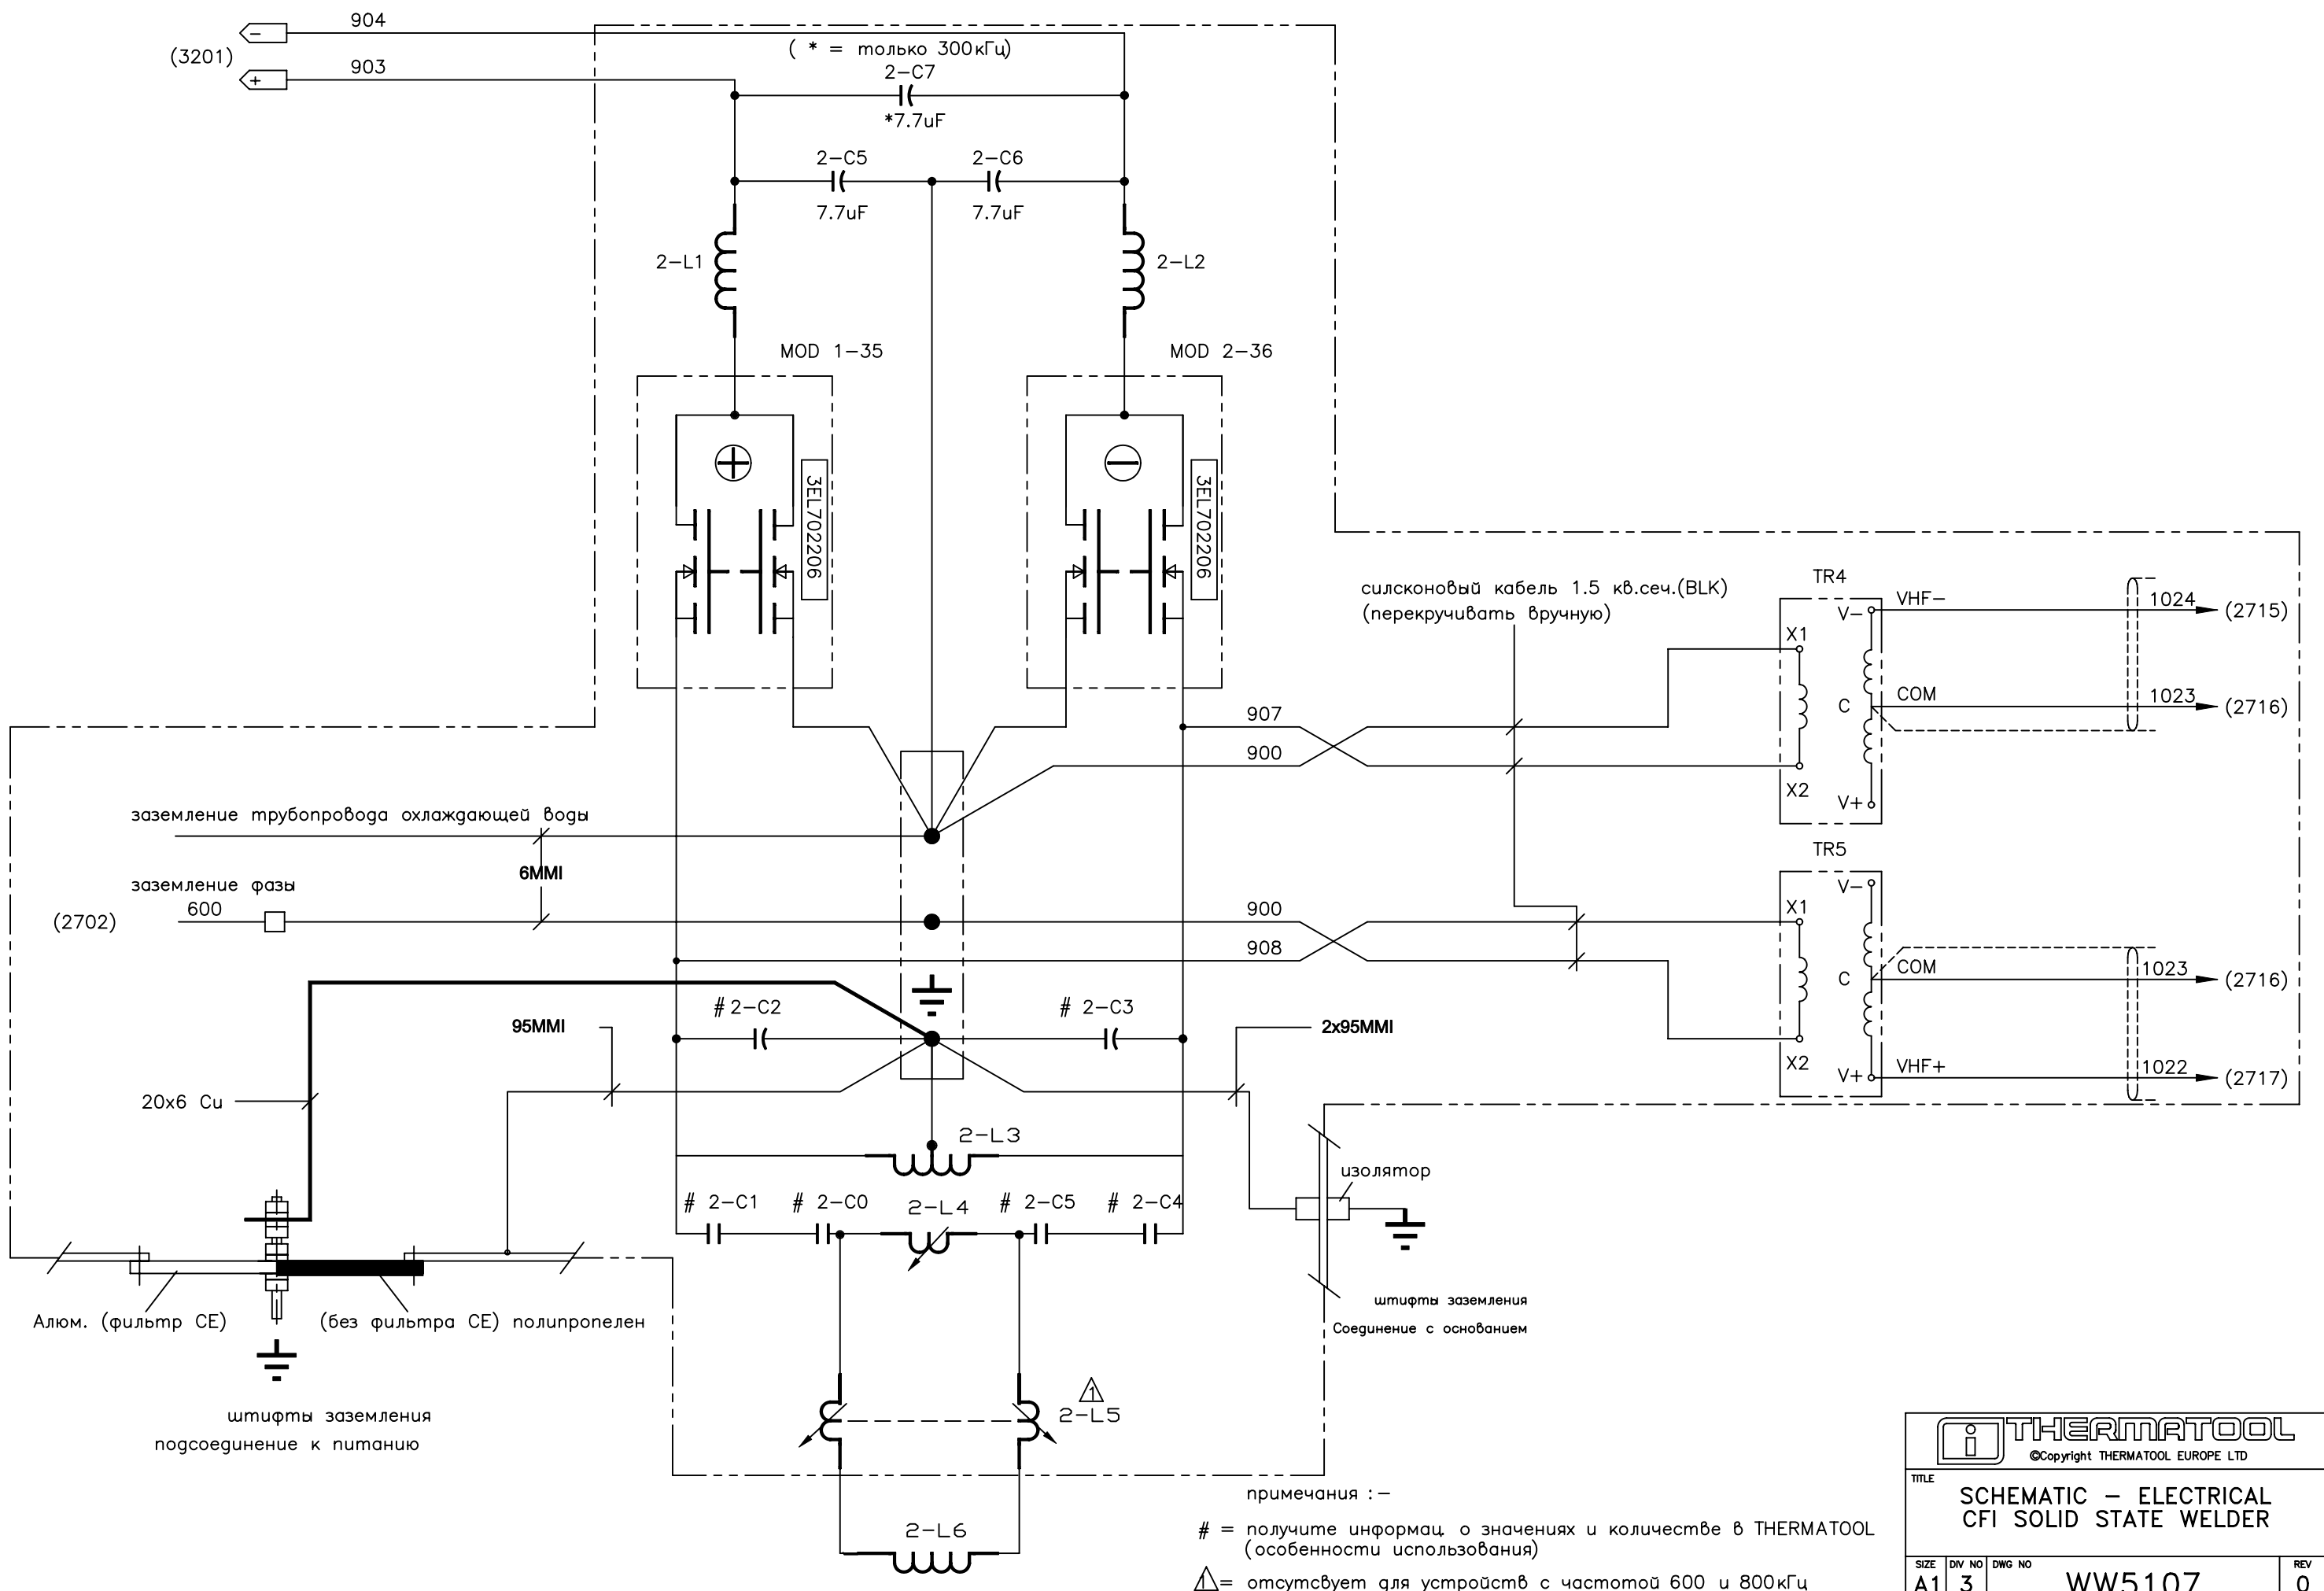 904
(3201)
903
−
+
( * = только 300кГц)
2−C7
*7.7uF
2−C5
2−C6
7.7uF
7.7uF
2−L1
2−L2
MOD 1−35
MOD 2−36
3EL702206
3EL702206
силсконовый кабель 1.5 кв.сеч.(BLK)
(перекручивать вручную)
TR4
V−
VHF−
1024
(2715)
X1
C
COM
1023
(2716)
X2
V+
907
900
заземление трубопровода охлаждающей воды
6MMI
заземление фазы
600
(2702)
900
908
TR5
V−
X1
C
COM
1023
(2716)
X2
V+
VHF+
1022
(2717)
# 2−C2
# 2−C3
95MMI
2x95MMI
20x6 Cu
2−L3
изолятор
# 2−C1
# 2−C0
2−L4
# 2−C5
# 2−C4
Алюм. (фильтр CE)
(без фильтра CE) полипропелен
штифты заземления
Соединение с основанием
штифты заземления
подсоединение к питанию
1
2−L5
2−L6
примечания :−
# = получите информац. о значениях и количестве в THERMATOOL
(особенности использования)
1 = отсутсвует для устройств с частотой 600 и 800кГц
i THERMATOOL
©Copyright THERMATOOL EUROPE LTD
TITLE
SCHEMATIC − ELECTRICAL
CFI SOLID STATE WELDER
SIZE DIV NO DWG NO REV
A1 3 WW5107 0